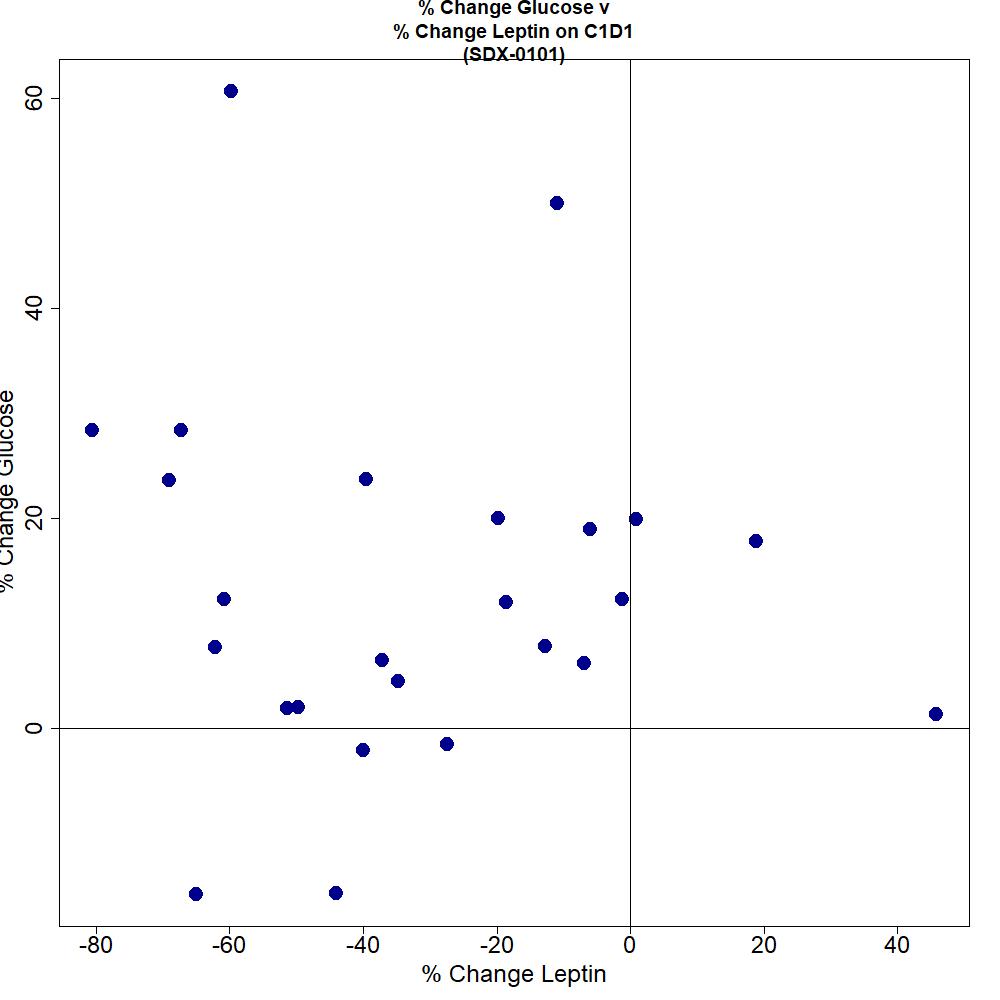 % Change Glucose v
% Change Leptin on C1D1
(SDX-0101)
% Change Glucose
60
40
20
0
-80 -60 -40 -20 0 20 40
% Change Leptin